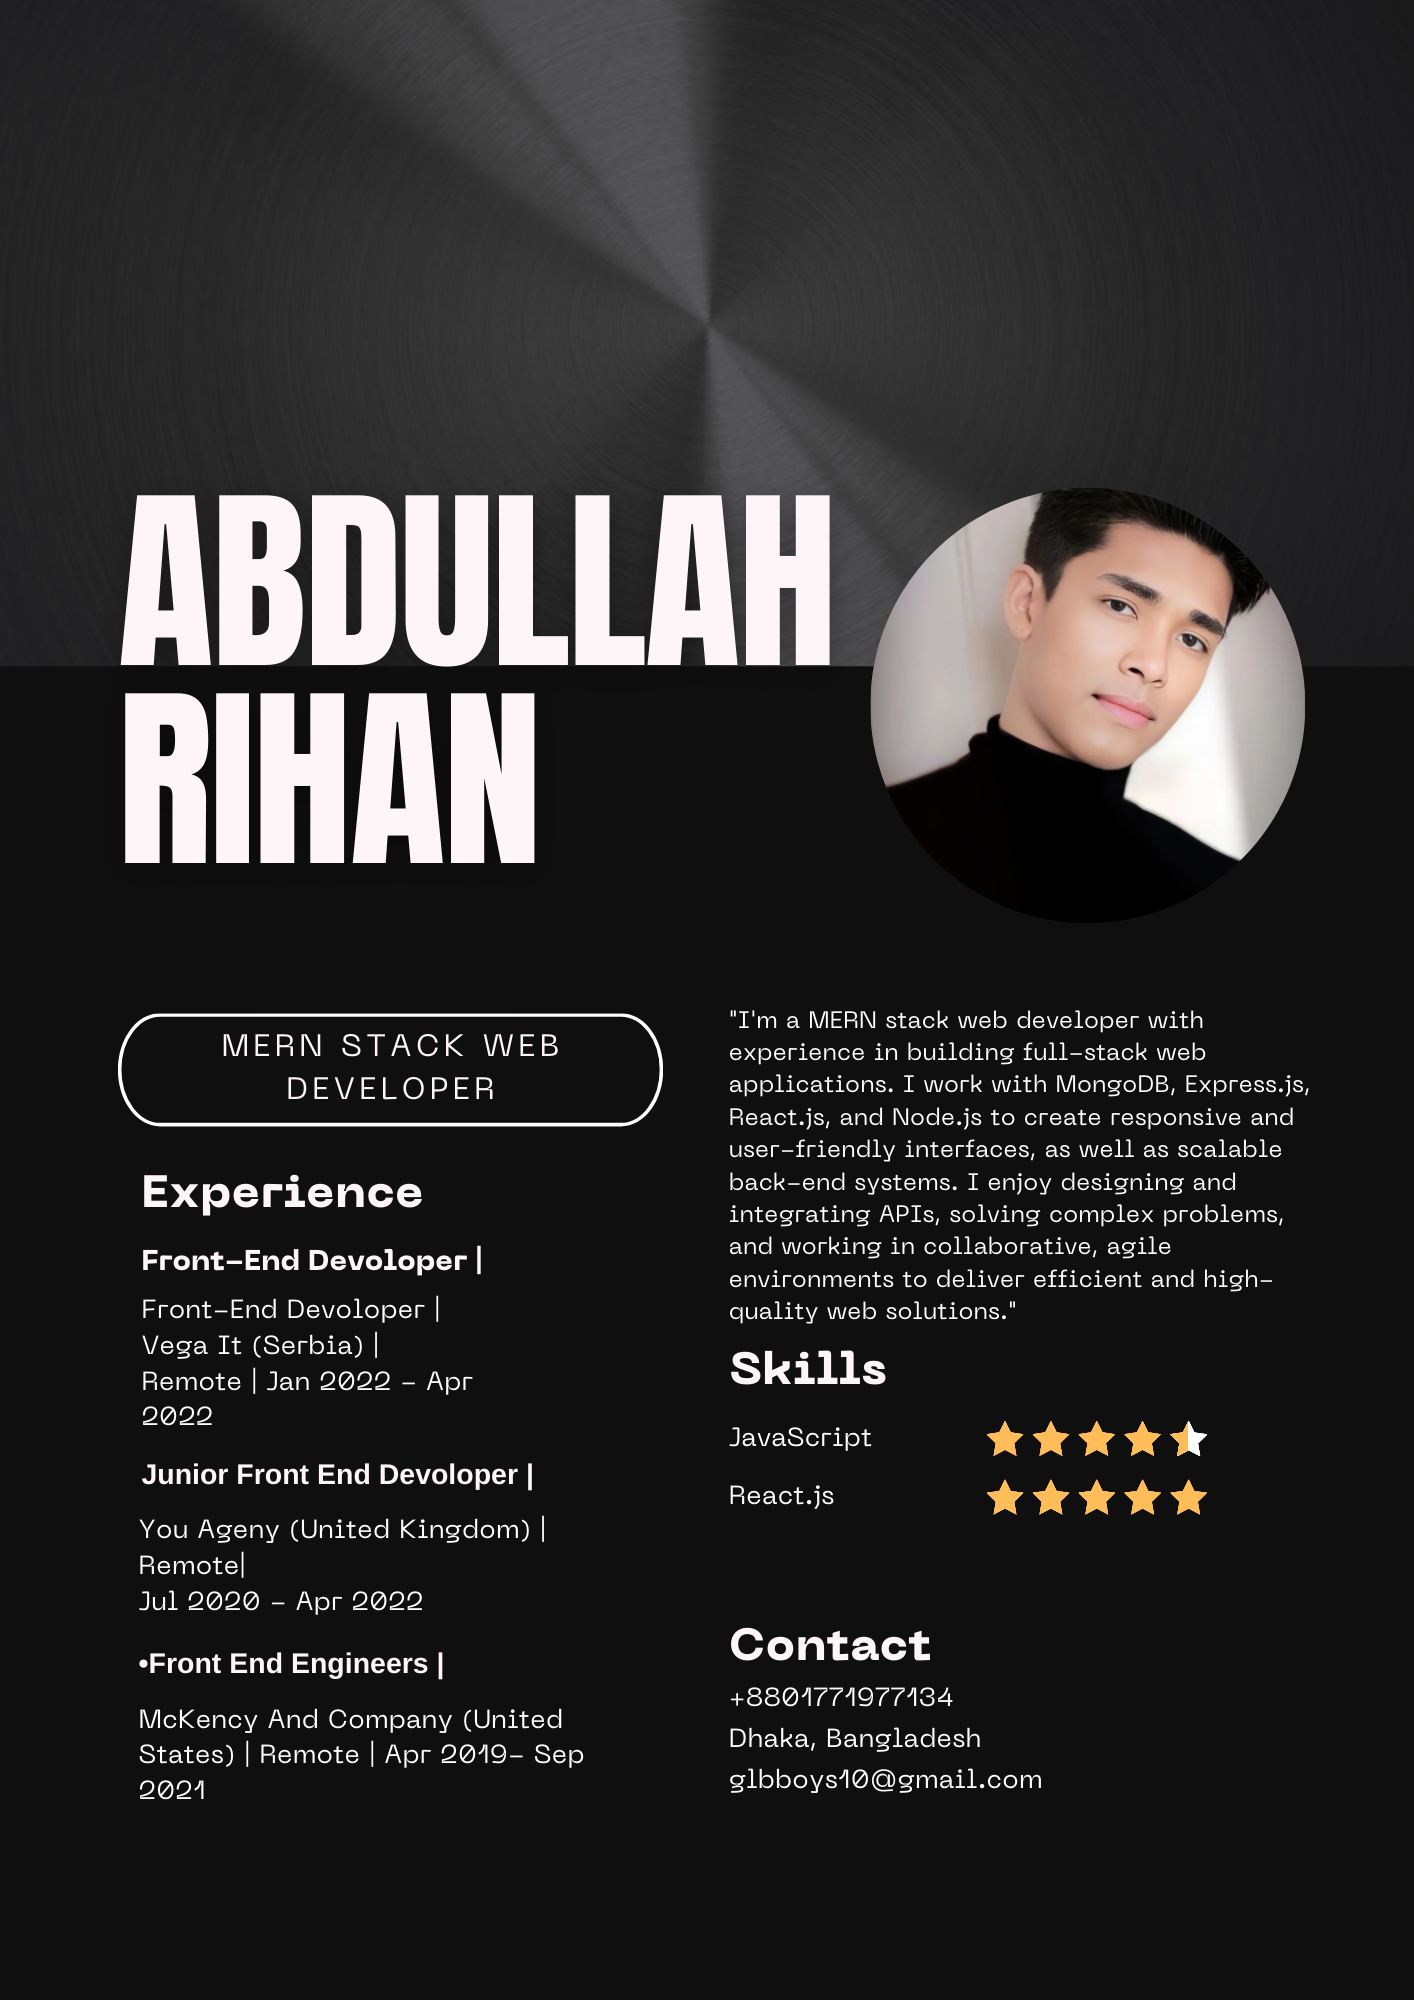 ABDULLAH
RIHAN
MERN STACK WEB
DEVELOPER
Experience
Front-End Devoloper |
Front-End Devoloper |
Vega It (Serbia) |
Remote | Jan 2022 - Apr
2022
Junior Front End Devoloper |
You Ageny (United Kingdom) |
Remote|
Jul 2020 - Apr 2022
•Front End Engineers |
McKency And Company (United
States) | Remote | Apr 2019- Sep
2021
"I'm a MERN stack web developer with
experience in building full-stack web
applications. I work with MongoDB, Express.js,
React.js, and Node.js to create responsive and
user-friendly interfaces, as well as scalable
back-end systems. I enjoy designing and
integrating APIs, solving complex problems,
and working in collaborative, agile
environments to deliver efficient and high-
quality web solutions."
Skills
JavaScript
React.js
Contact
+8801771977134
Dhaka, Bangladesh
glbboys10@gmail.com